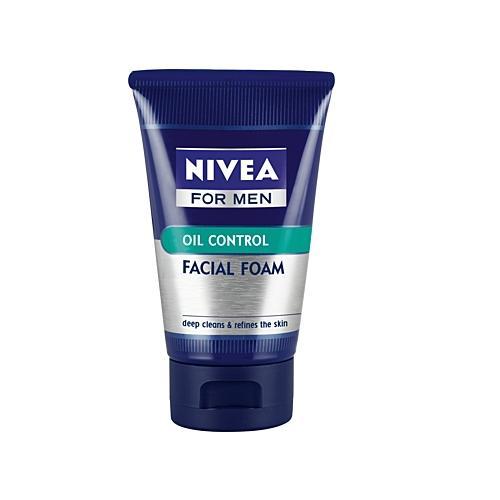 NIVEA
FOR MEN
OIL CONTROL
FACIAL FOAM
deep cleans & refines the skin